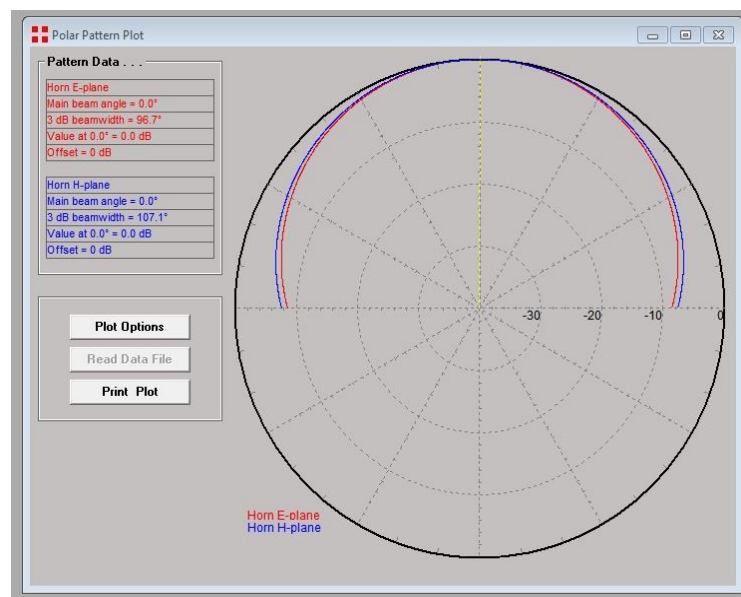 Polar Pattern Plot
Pattern Data . . .
Horn E-plane
Main beam angle = 0.0°
3 dB beamwidth = 96.7°
Value at 0.0° = 0.0 dB
Offset = 0 dB
Horn H-plane
Main beam angle = 0.0°
3 dB beamwidth = 107.1°
Value at 0.0° = 0.0 dB
Offset = 0 dB
Plot Options
Read Data File
Print Plot
-30 -20 -10 0
Horn E-plane
Horn H-plane